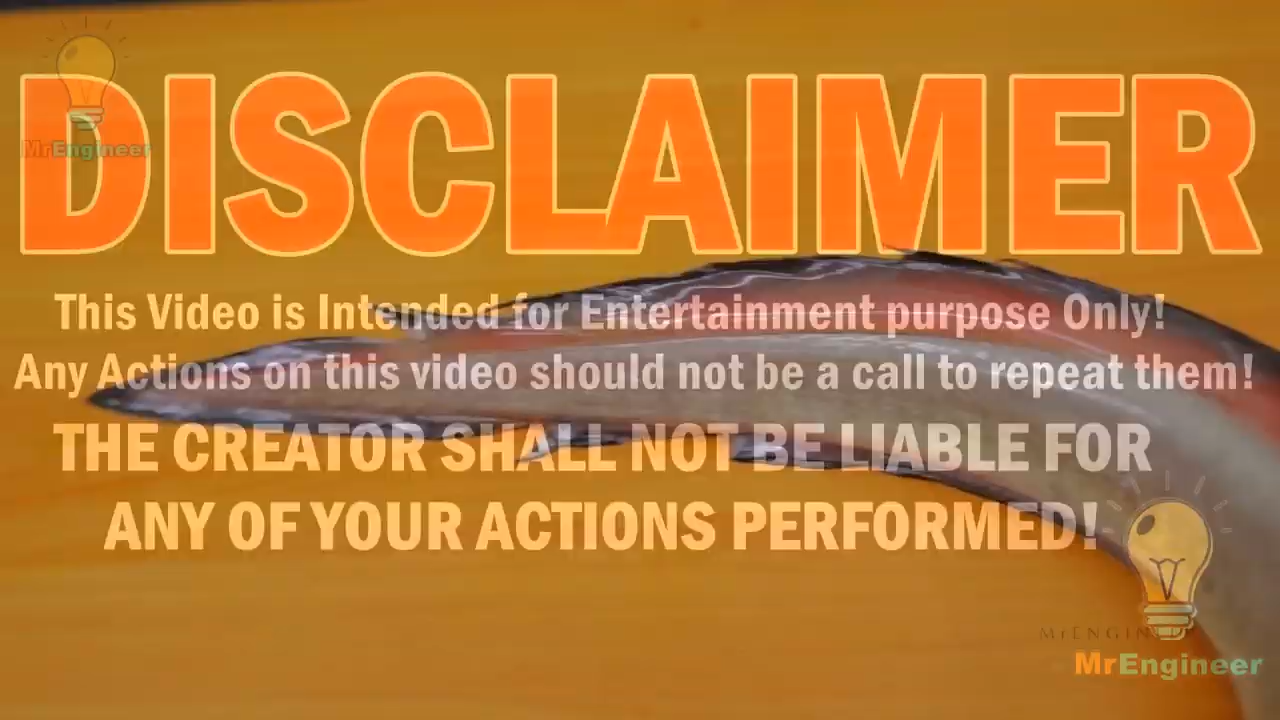 DISCLAIMER
MrEngineer
This Video is Intended for Entertainment purpose Only!
Any Actions on this video should not be a call to repeat them!
THE CREATOR SHALL NOT BE LIABLE FOR
ANY OF YOUR ACTIONS PERFORMED!
MrENGIN
MrEngineer